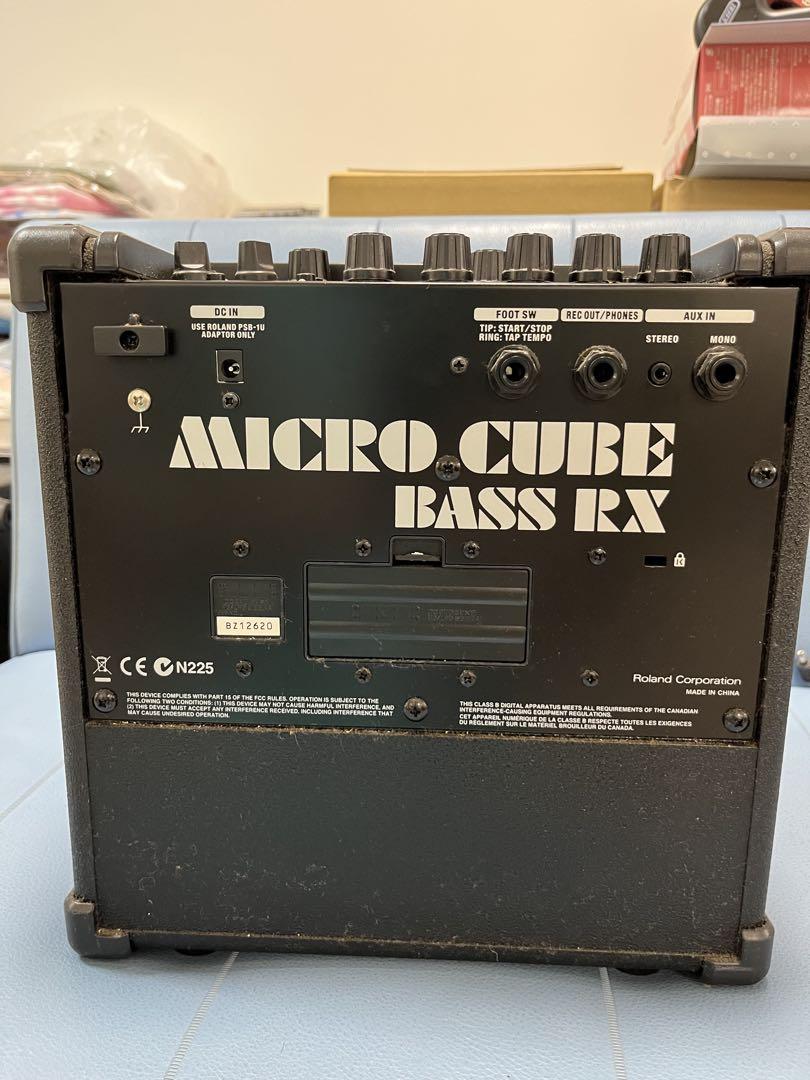 DC IN
USE ROLAND PSB-1U
ADAPTOR ONLY
FOOT SW
TIP: START/STOP
RING: TAP TEMPO
REC OUT/PHONES
AUX IN
STEREO
MONO
MICRO CUBE
BASS RX
BZ12620
CE N225
Roland Corporation
MADE IN CHINA
THIS DEVICE COMPLIES WITH PART 15 OF THE FCC RULES. OPERATION IS SUBJECT TO THE
FOLLOWING TWO CONDITIONS: (1) THIS DEVICE MAY NOT CAUSE HARMFUL INTERFERENCE, AND
(2) THIS DEVICE MUST ACCEPT ANY INTERFERENCE RECEIVED, INCLUDING INTERFERENCE THAT
MAY CAUSE UNDESIRED OPERATION.
THIS CLASS B DIGITAL APPARATUS MEETS ALL REQUIREMENTS OF THE CANADIAN
INTERFERENCE-CAUSING EQUIPMENT REGULATIONS.
CET APPAREIL NUMÉRIQUE DE LA CLASSE B RESPECTE TOUTES LES EXIGENCES
DU RÈGLEMENT SUR LE MATÉRIEL BROUILLEUR DU CANADA.